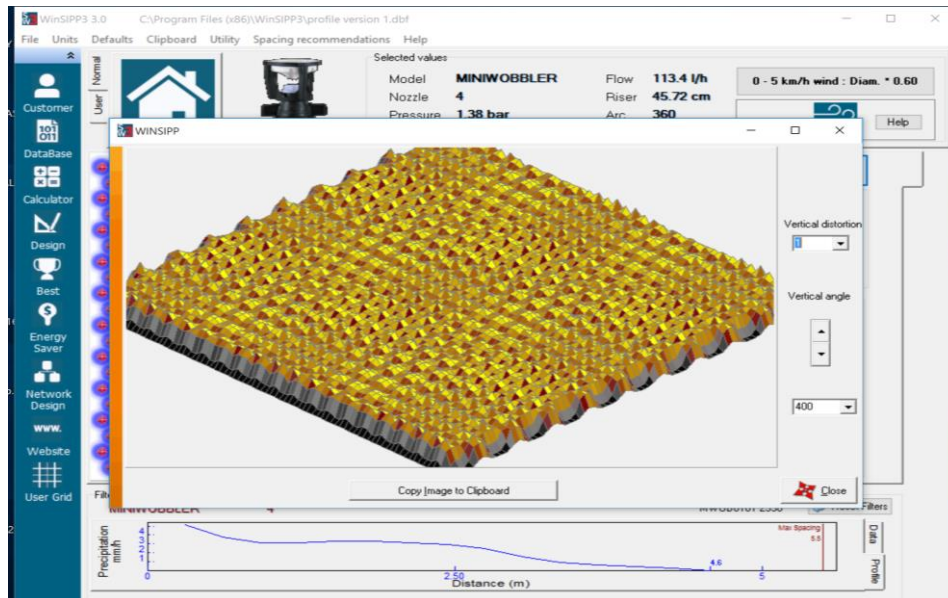 WinSIPP3 3.0 C:\Program Files (x86)\WinSIPP3\profile version 1.dbf
File Units Defaults Clipboard Utility Spacing recommendations Help
Customer
DataBase
Calculator
Design
Best
Energy
Saver
Network
Design
www.
Website
User Grid
Normal
User
Selected values
Model MINIWOBBLER Flow 113.4 l/h
Nozzle 4 Riser 45.72 cm
Pressure 1.38 bar Arc 360
0 - 5 km/h wind : Diam. * 0.60
Help
WINSIPP
Vertical distortion
1
Vertical angle
400
Copy Image to Clipboard
Close
MINIWOBBLER 4
Filters
Precipitation
mm/h
4
3
2
1
0 2.50 5
4.6
Max Spacing
5.5
Distance (m)
Data
Profile